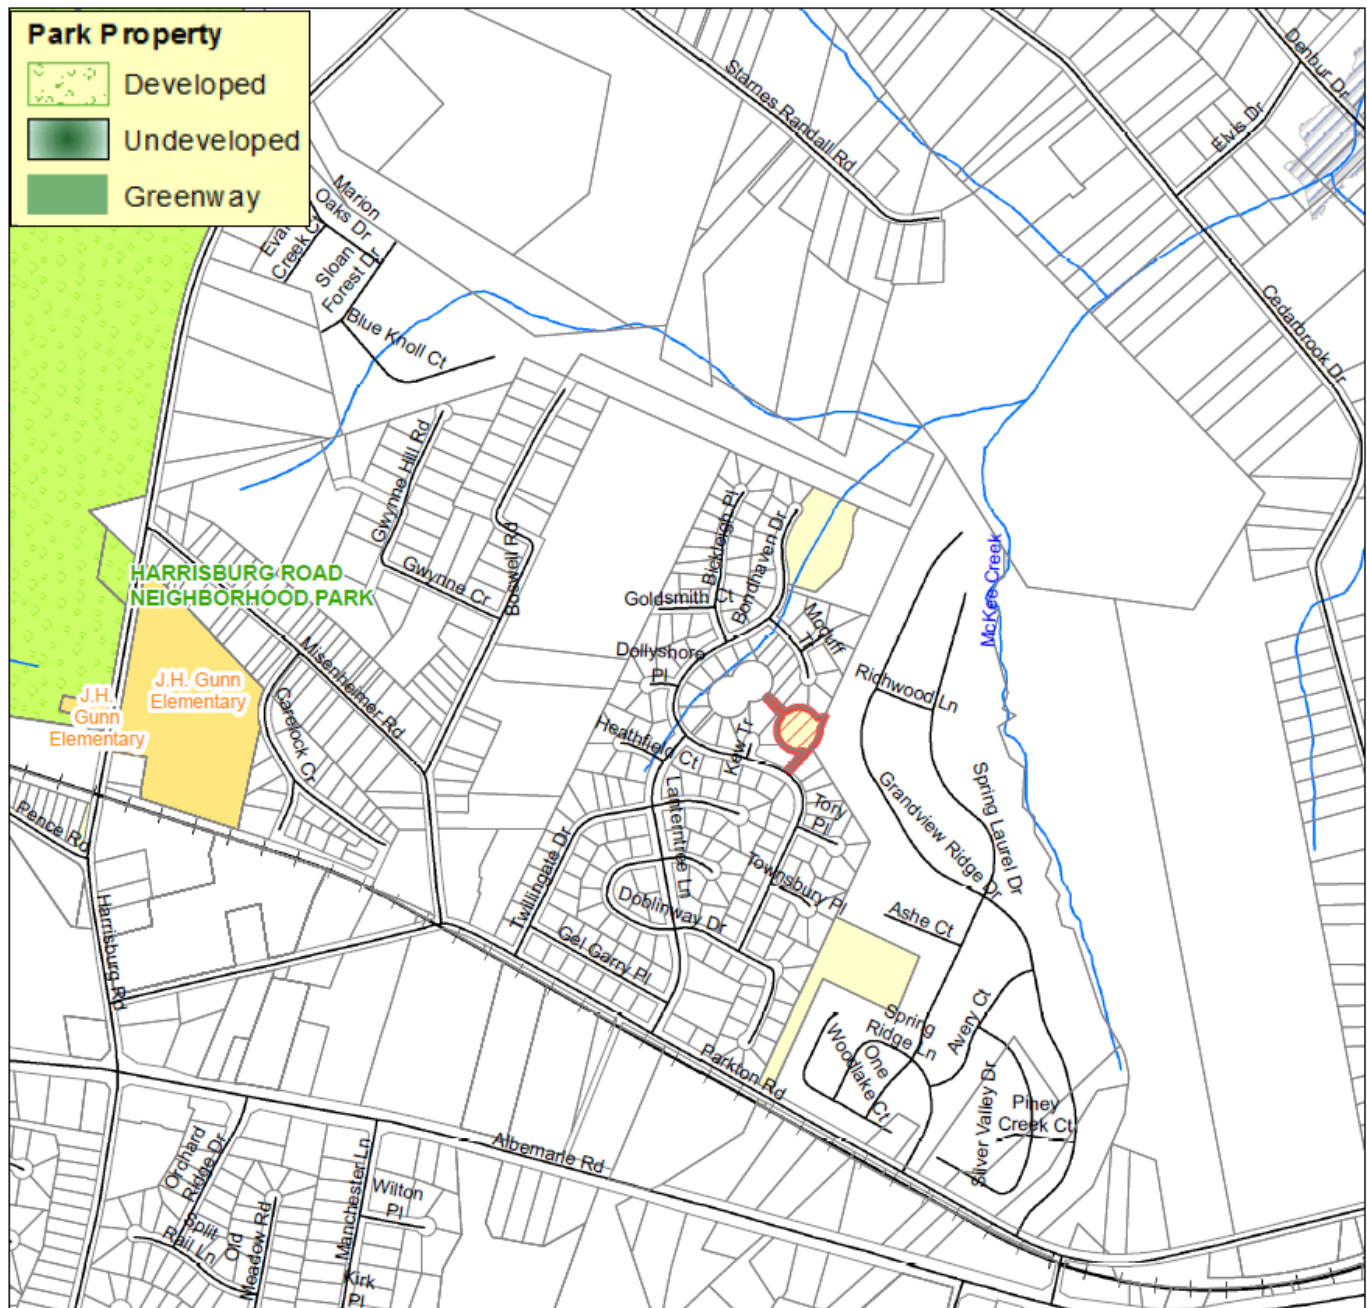 Park Property
Developed
Undeveloped
Greenway
Starnes Randall Rd
Denbur Dr
Elvis Dr
Cedarbrook Dr
Marion
Oaks Dr
Creek
Sloan
Forest Dr
Blue Knoll Ct
Gwynne Hill Rd
Gwynne Cr
Boswell Rd
Bickleigh Pl
Bondhaven Dr
Goldsmith Ct
McKee Creek
HARRISBURG ROAD
NEIGHBORHOOD PARK
Mcduff
Tr
Misenheimer Rd
Dollyshore
Pl
J.H. Gunn
Elementary
J.H.
Gunn
Elementary
Richwood Ln
Carelock Cr
Heathfield Ct
Kew Tr
Lanterntree Ln
Tory
Pl
Grandview Ridge Dr
Spring Laurel Dr
Pence Rd
Twillingate Dr
Townsbury Pl
Doblinway Dr
Ashe Ct
Harrisburg Rd
Gel Garry Pl
Spring
Ridge Ln
Avery Ct
One
Woodlake Ct
Parkton Rd
Silver Valley Dr
Piney
Creek Ct
Albemarle Rd
Orchard
Ridge Dr
Manchester Ln
Wilton
Pl
Split
Rail Ln
Old
Meadow Rd
Kirk
Pl